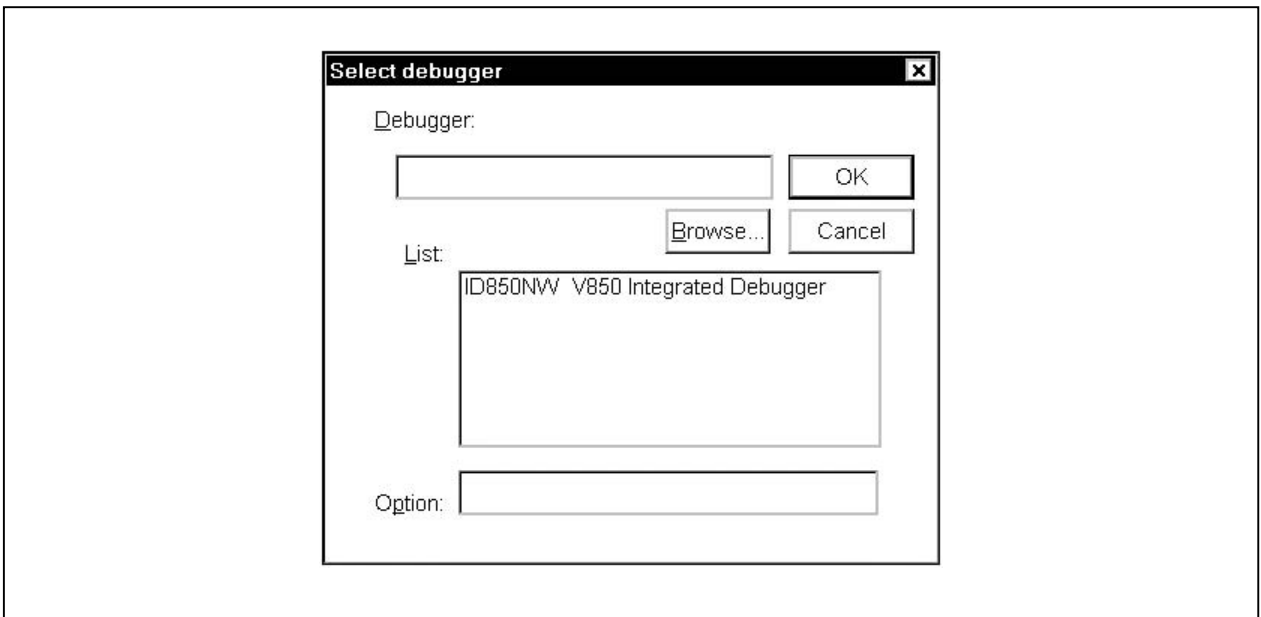 Select debugger
Debugger:
OK
Browse...
Cancel
List:
ID850NW  V850 Integrated Debugger
Option: